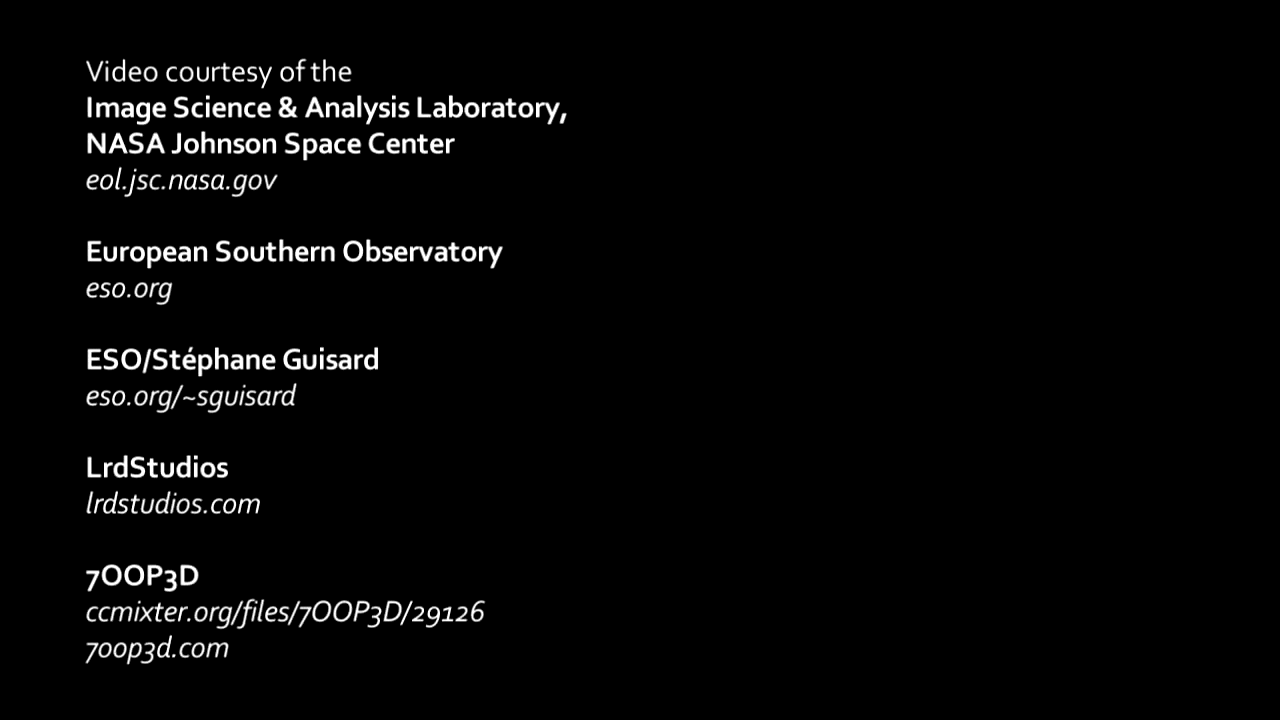 Video courtesy of the
Image Science & Analysis Laboratory,
NASA Johnson Space Center
eol.jsc.nasa.gov
European Southern Observatory
eso.org
ESO/Stéphane Guisard
eso.org/~sguisard
LrdStudios
lrdstudios.com
7OOP3D
ccmixter.org/files/7OOP3D/29126
7oop3d.com